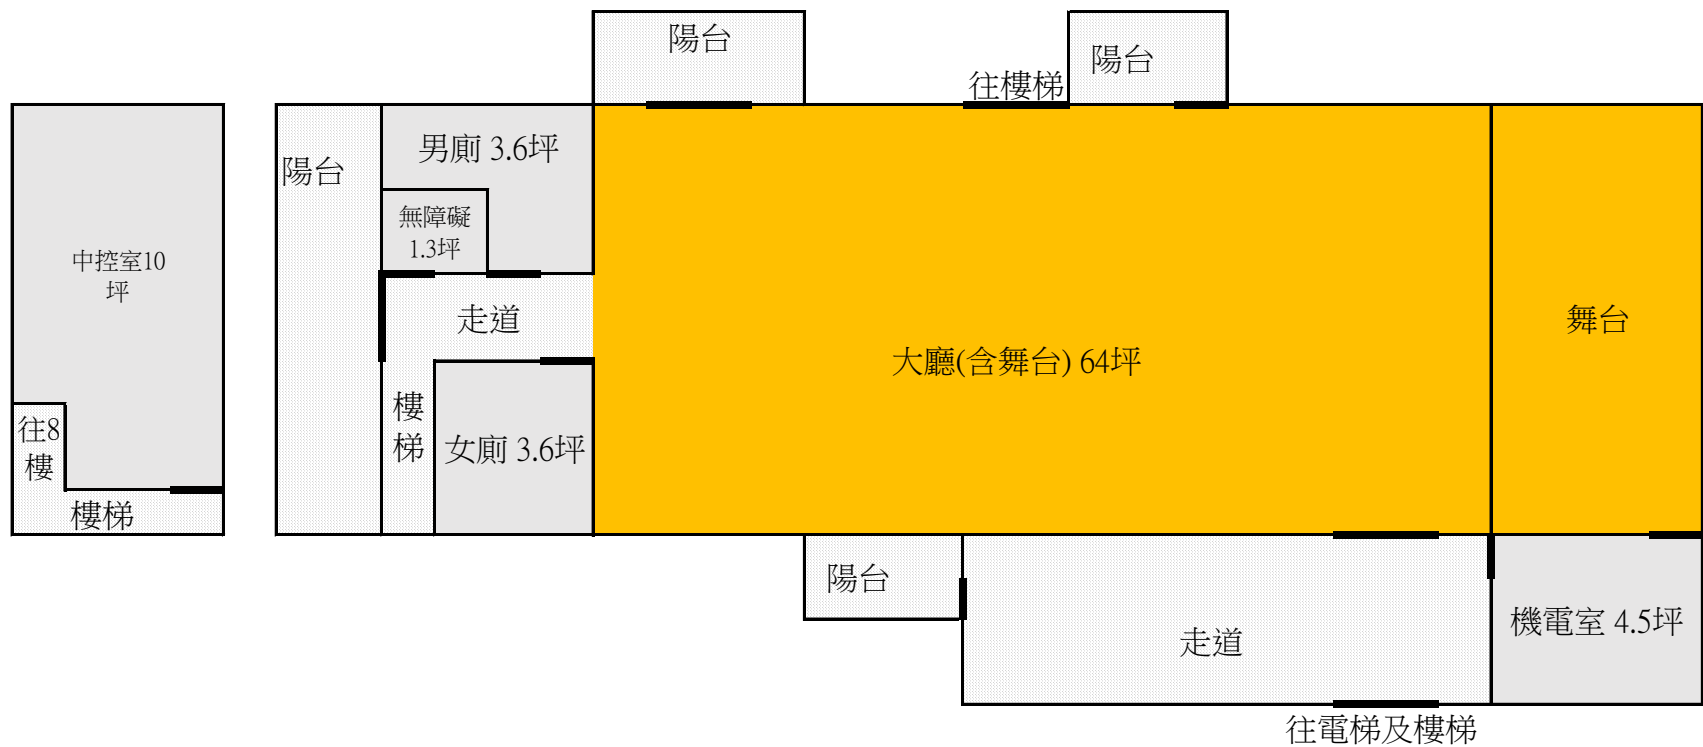 陽台
陽台
往樓梯
男廁 3.6坪
陽台
無障礙
1.3坪
中控室10
坪
走道
舞台
大廳(含舞台) 64坪
樓
梯
往8
樓
女廁 3.6坪
樓梯
陽台
機電室 4.5坪
走道
往電梯及樓梯